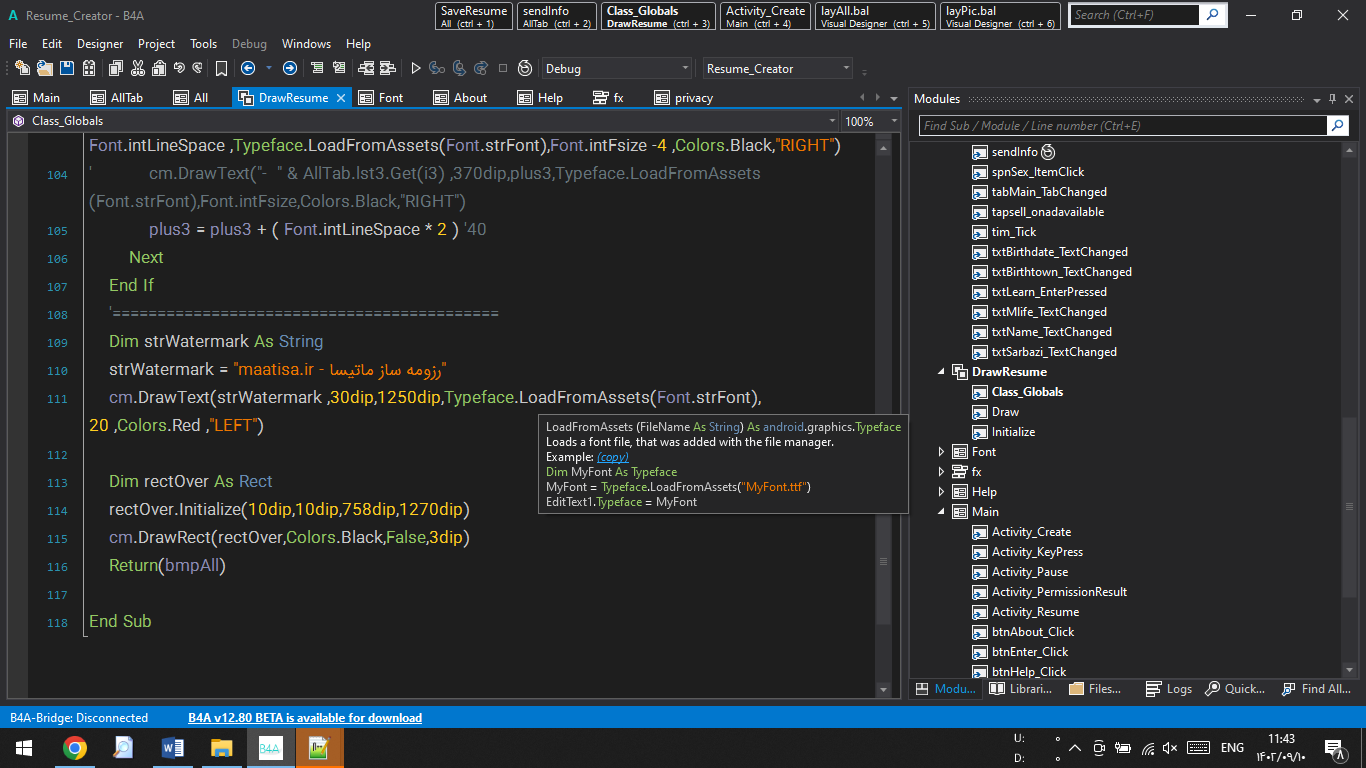 Resume_Creator - B4A
SaveResume
All (ctrl + 1)
sendInfo
AllTab (ctrl + 2)
Class_Globals
DrawResume (ctrl + 3)
Activity_Create
Main (ctrl + 4)
layAll.bal
Visual Designer (ctrl + 5)
layPic.bal
Visual Designer (ctrl + 6)
Search (Ctrl+F)
File Edit Designer Project Tools Debug Windows Help
Debug Resume_Creator
Main AllTab All DrawResume Font About Help fx privacy
Class_Globals 100%
Font.intLineSpace ,Typeface.LoadFromAssets(Font.strFont),Font.intFsize -4 ,Colors.Black,"RIGHT")
104 ' cm.DrawText("- " & AllTab.lst3.Get(i3) ,370dip,plus3,Typeface.LoadFromAssets
(Font.strFont),Font.intFsize,Colors.Black,"RIGHT")
105 plus3 = plus3 + ( Font.intLineSpace * 2 ) '40
106 Next
107 End If
108 '===========================================
109 Dim strWatermark As String
110 strWatermark = "maatisa.ir - رزومه ساز ماتیسا"
111 cm.DrawText(strWatermark ,30dip,1250dip,Typeface.LoadFromAssets(Font.strFont),
20 ,Colors.Red ,"LEFT")
112
113 Dim rectOver As Rect
114 rectOver.Initialize(10dip,10dip,758dip,1270dip)
115 cm.DrawRect(rectOver,Colors.Black,False,3dip)
116 Return(bmpAll)
117
118 End Sub
LoadFromAssets (FileName As String) As android.graphics.Typeface
Loads a font file, that was added with the file manager.
Example: (copy)
Dim MyFont As Typeface
MyFont = Typeface.LoadFromAssets("MyFont.ttf")
EditText1.Typeface = MyFont
Modules
Find Sub / Module / Line number (Ctrl+E)
sendInfo
spnSex_ItemClick
tabMain_TabChanged
tapsell_onadavailable
tim_Tick
txtBirthdate_TextChanged
txtBirthtown_TextChanged
txtLearn_EnterPressed
txtMlife_TextChanged
txtName_TextChanged
txtSarbazi_TextChanged
DrawResume
Class_Globals
Draw
Initialize
Font
fx
Help
Main
Activity_Create
Activity_KeyPress
Activity_Pause
Activity_PermissionResult
Activity_Resume
btnAbout_Click
btnEnter_Click
btnHelp_Click
Modu... Librari... Files... Logs Quick... Find All...
B4A-Bridge: Disconnected B4A v12.80 BETA is available for download
B4A
U:
D:
ENG
11:43
۱۴۰۲/۰۹/۱۰
۸